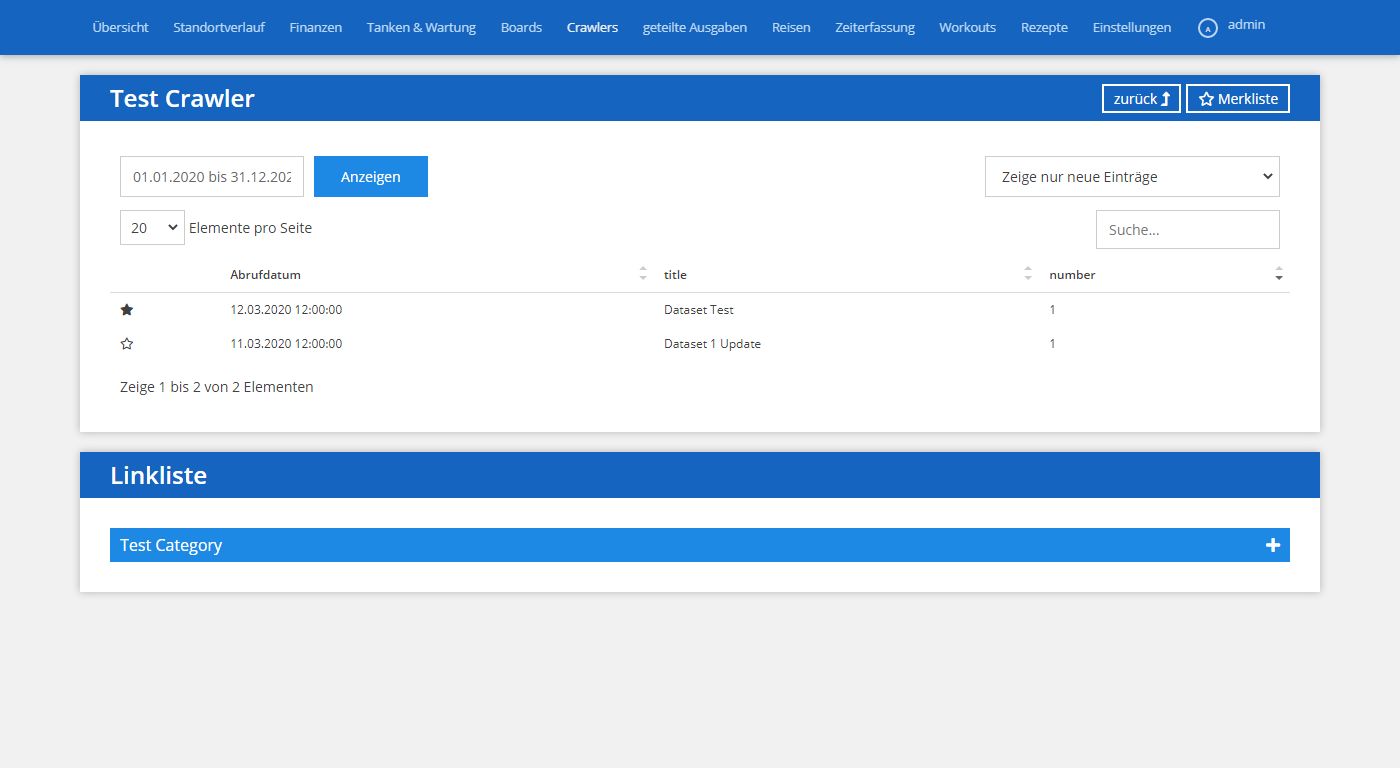 Übersicht Standortverlauf Finanzen Tanken & Wartung Boards Crawlers geteilte Ausgaben Reisen Zeiterfassung Workouts Rezepte Einstellungen A admin
Test Crawler zurück Merkliste
01.01.2020 bis 31.12.202 Anzeigen Zeige nur neue Einträge
20 Elemente pro Seite Suche...
Abrufdatum title number
12.03.2020 12:00:00 Dataset Test 1
11.03.2020 12:00:00 Dataset 1 Update 1
Zeige 1 bis 2 von 2 Elementen
Linkliste
Test Category